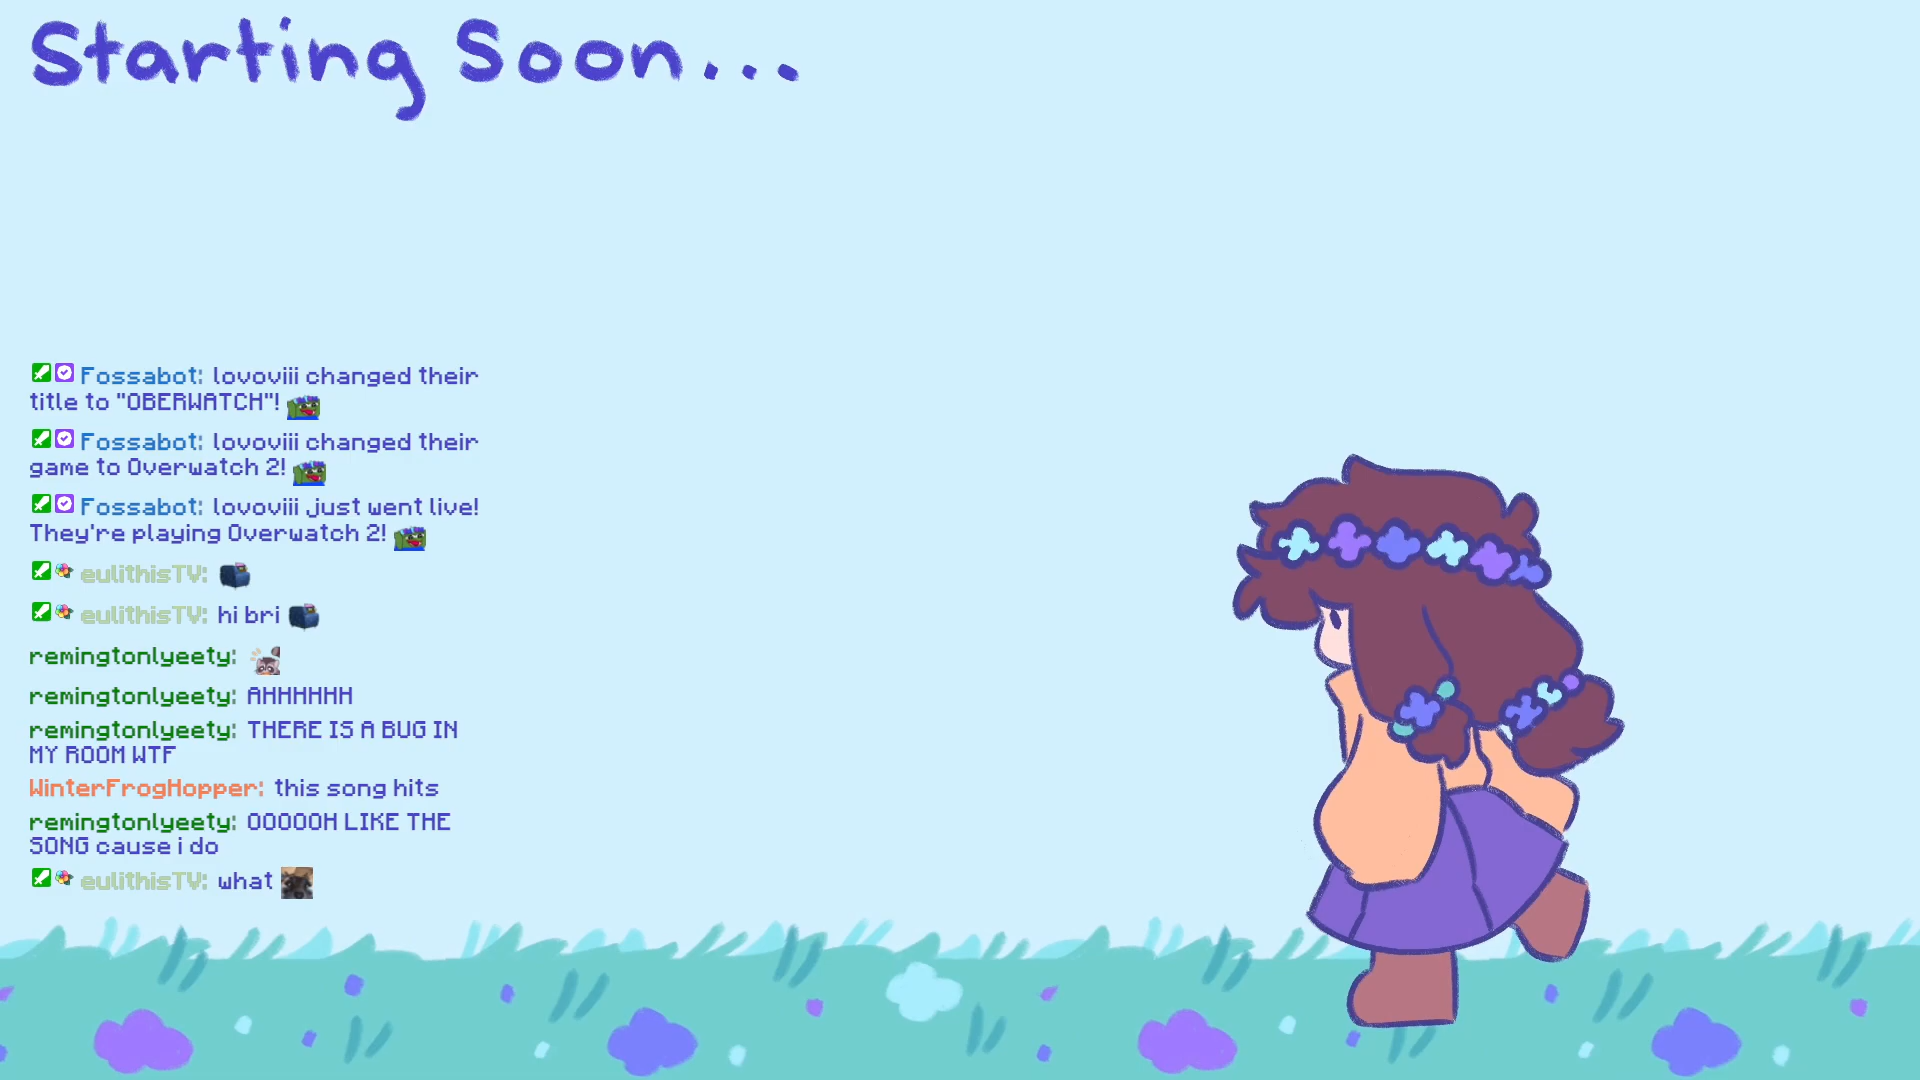 Starting Soon...
Fossabot: lovoviii changed their
title to "OBERWATCH"!
Fossabot: lovoviii changed their
game to Overwatch 2!
Fossabot: lovoviii just went live!
They're playing Overwatch 2!
eulithisTV:
eulithisTV: hi bri
remingtonlyeety:
remingtonlyeety: AHHHHHH
remingtonlyeety: THERE IS A BUG IN
MY ROOM WTF
WinterFrogHopper: this song hits
remingtonlyeety: OOOOOH LIKE THE
SONG cause i do
eulithisTV: what